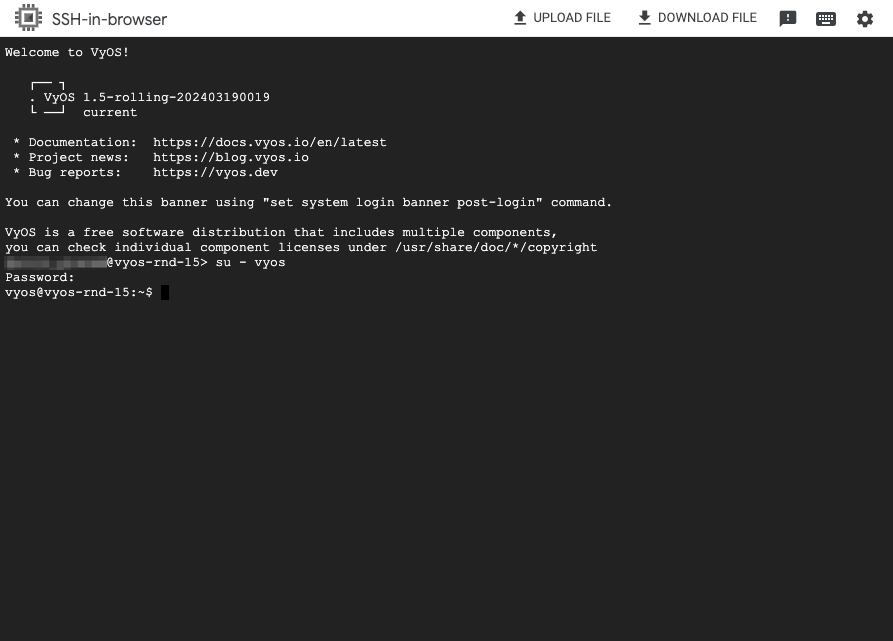 SSH-in-browser
UPLOAD FILE
DOWNLOAD FILE
Welcome to VyOS!
. VyOS 1.5-rolling-202403190019
current
* Documentation:  https://docs.vyos.io/en/latest
* Project news:   https://blog.vyos.io
* Bug reports:    https://vyos.dev
You can change this banner using "set system login banner post-login" command.
VyOS is a free software distribution that includes multiple components,
you can check individual component licenses under /usr/share/doc/*/copyright
@vyos-rnd-15> su - vyos
Password:
vyos@vyos-rnd-15:~$